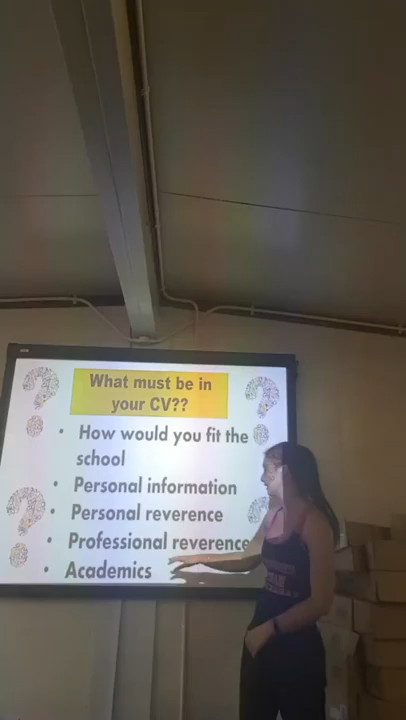 What must be in
your CV??
• How would you fit the
school
• Personal information
• Personal reverence
• Professional reverence
• Academics